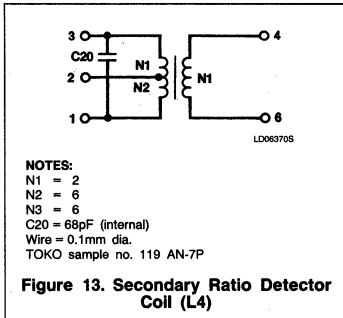 3
4
C20
N1
2
N1
N2
1
6
LD06370S
NOTES:
N1 = 2
N2 = 6
N3 = 6
C20 = 68pF (internal)
Wire = 0.1mm dia.
TOKO sample no. 119 AN-7P
Figure 13. Secondary Ratio Detector
Coil (L4)